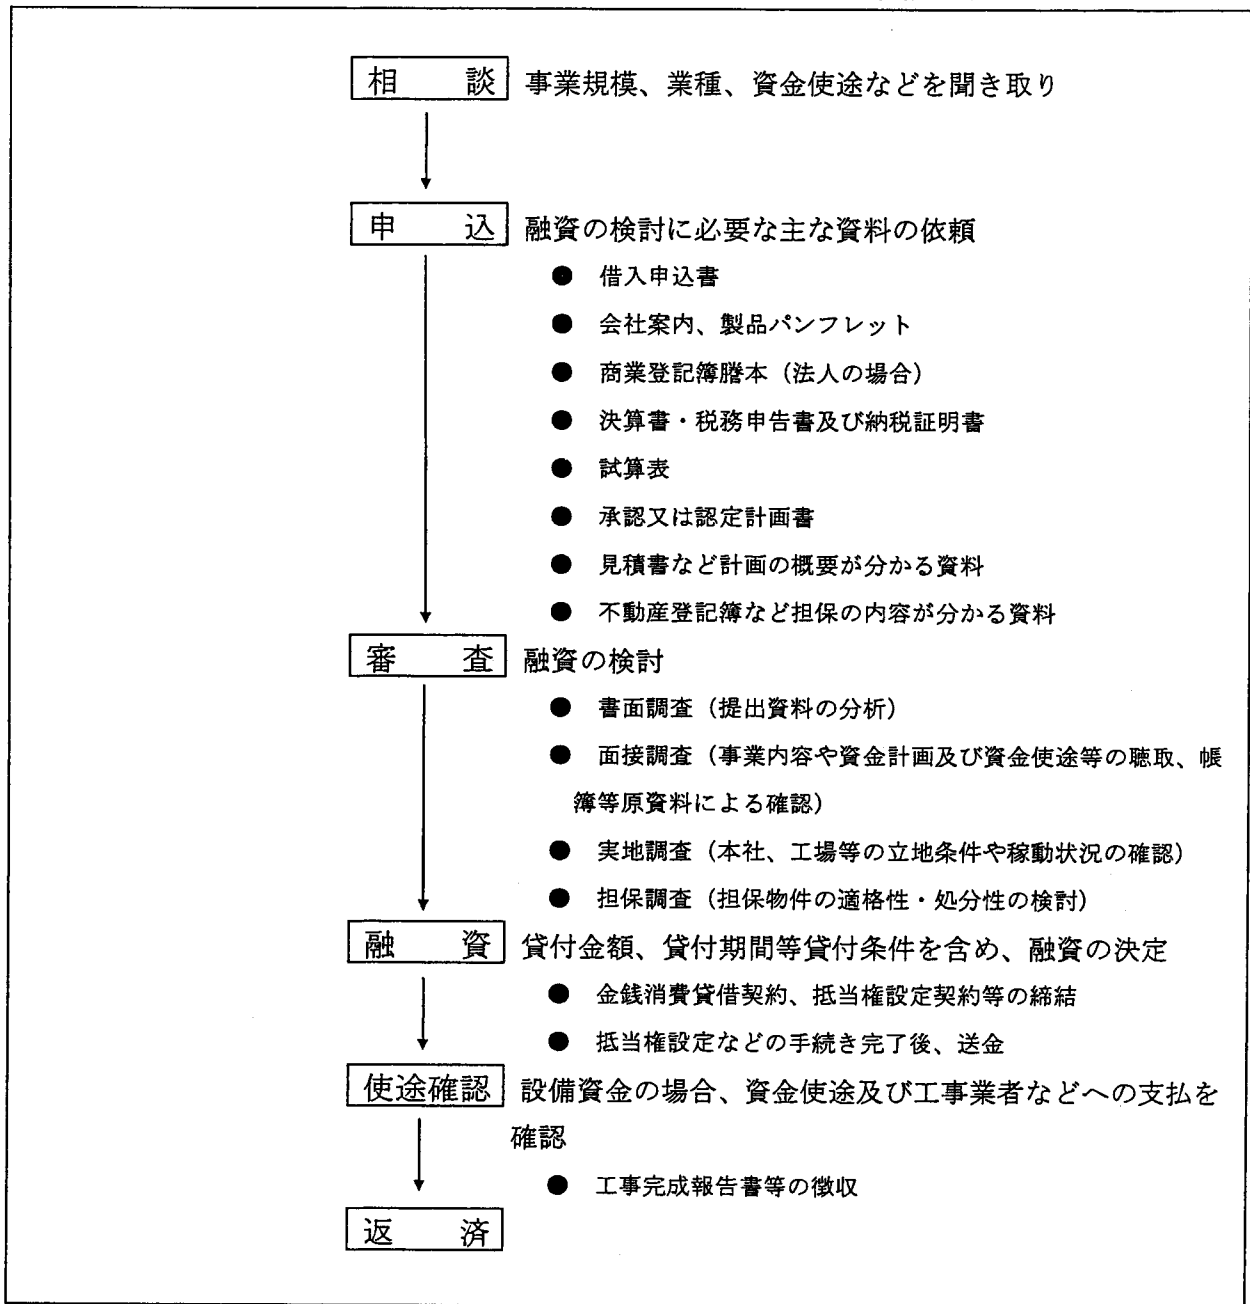 相　　談 事業規模、業種、資金使途などを聞き取り
申　　込 融資の検討に必要な主な資料の依頼
● 借入申込書
● 会社案内、製品パンフレット
● 商業登記簿謄本（法人の場合）
● 決算書・税務申告書及び納税証明書
● 試算表
● 承認又は認定計画書
● 見積書など計画の概要が分かる資料
● 不動産登記簿など担保の内容が分かる資料
審　　査 融資の検討
● 書面調査（提出資料の分析）
● 面接調査（事業内容や資金計画及び資金使途等の聴取、帳
簿等原資料による確認）
● 実地調査（本社、工場等の立地条件や稼動状況の確認）
● 担保調査（担保物件の適格性・処分性の検討）
融　　資 貸付金額、貸付期間等貸付条件を含め、融資の決定
● 金銭消費貸借契約、抵当権設定契約等の締結
● 抵当権設定などの手続き完了後、送金
使途確認 設備資金の場合、資金使途及び工事業者などへの支払を
確認
● 工事完成報告書等の徴収
返　　済